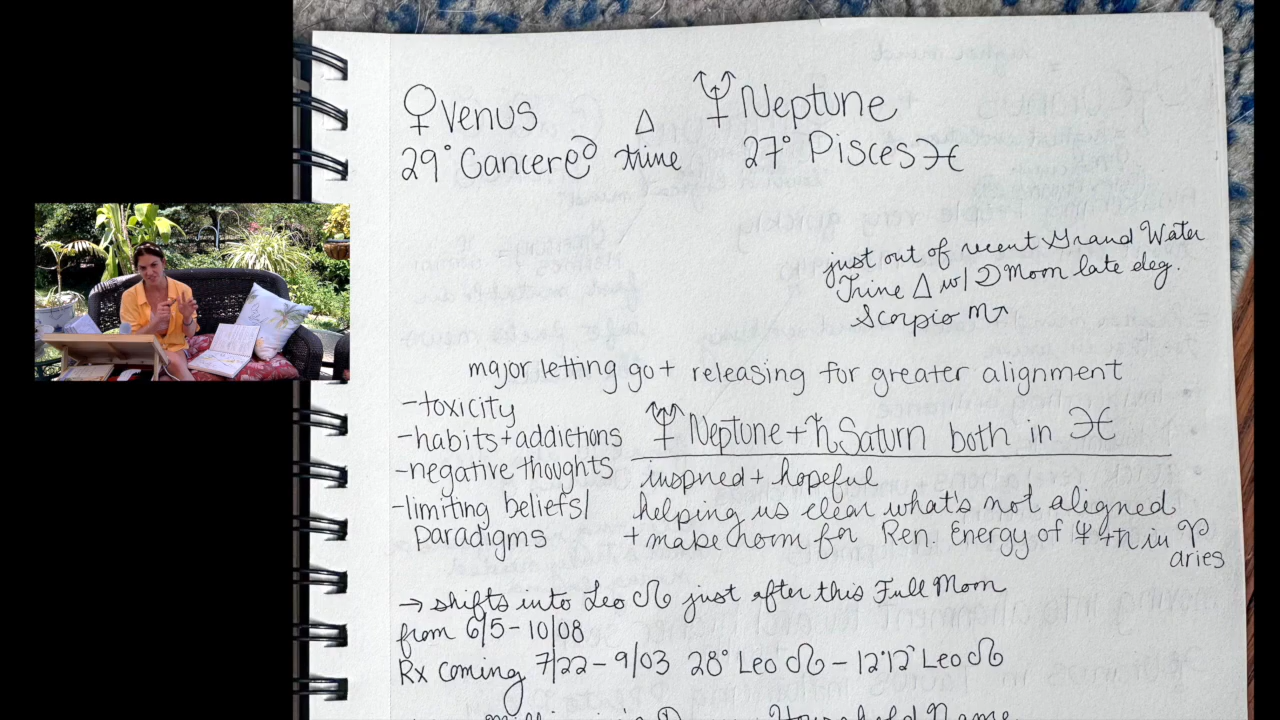 ♀Venus △ ♆Neptune
29° Cancer♋ trine 27° Pisces♓
just out of recent Grand Water
Trine △ w/ ☽Moon late deg.
Scorpio ♏
major letting go + releasing for greater alignment
-toxicity
-habits+addictions
-negative thoughts
-limiting beliefs/
paradigms
♆ Neptune + ♄ Saturn both in ♓
inspired + hopeful
helping us clear what's not aligned
+ make room for Ren. Energy of ♆ + ♄ in ♈
aries
→ shifts into Leo ♌ just after this Full Moon
from 6/5 - 10/08
Rx coming 7/22 - 9/03 28° Leo ♌ - 12°12° Leo ♌
Household Name